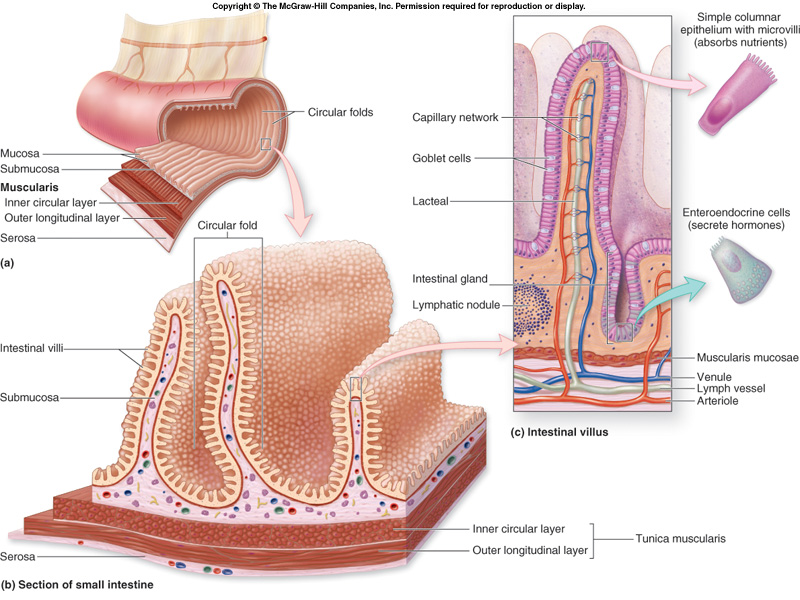 Copyright © The McGraw-Hill Companies, Inc. Permission required for reproduction or display.
Circular folds
Mucosa
Submucosa
Muscularis
Inner circular layer
Outer longitudinal layer
Serosa
(a)
Circular fold
Intestinal villi
Submucosa
Inner circular layer
Outer longitudinal layer
Tunica muscularis
Serosa
(b) Section of small intestine
Simple columnar
epithelium with microvilli
(absorbs nutrients)
Capillary network
Goblet cells
Lacteal
Enteroendocrine cells
(secrete hormones)
Intestinal gland
Lymphatic nodule
Muscularis mucosae
Venule
Lymph vessel
Arteriole
(c) Intestinal villus